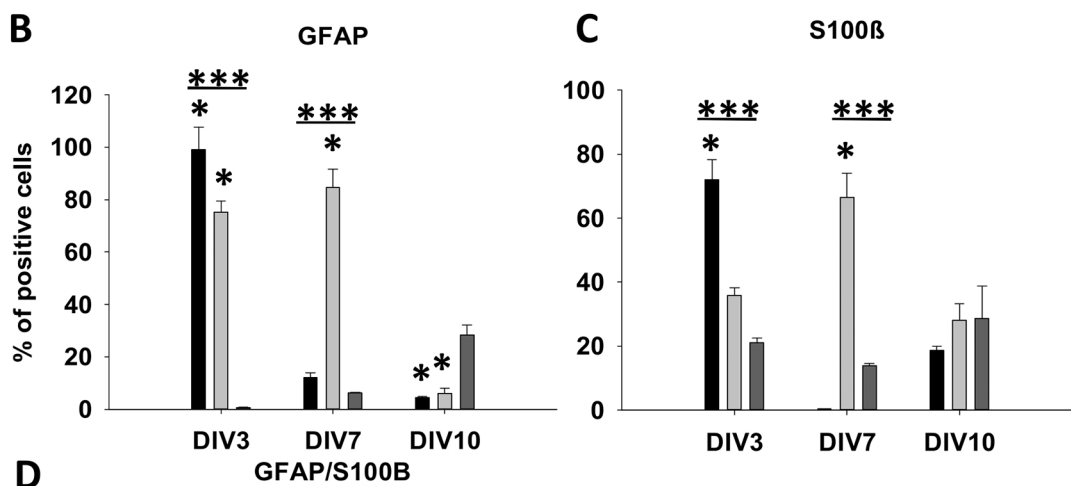 B
GFAP
***
*
*
***
*
*
*
120
100
80
60
40
20
0
% of positive cells
DIV3 DIV7 DIV10
C
S100ß
***
*
***
*
100
80
60
40
20
0
DIV3 DIV7 DIV10
D
GFAP/S100B